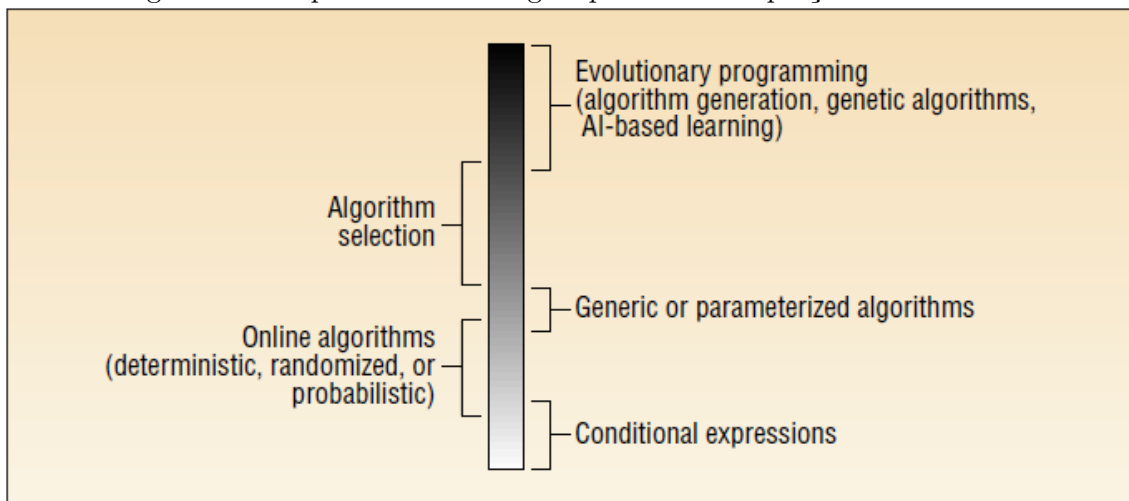 Evolutionary programming
(algorithm generation, genetic algorithms,
AI-based learning)
Algorithm
selection
Generic or parameterized algorithms
Online algorithms
(deterministic, randomized, or
probabilistic)
Conditional expressions